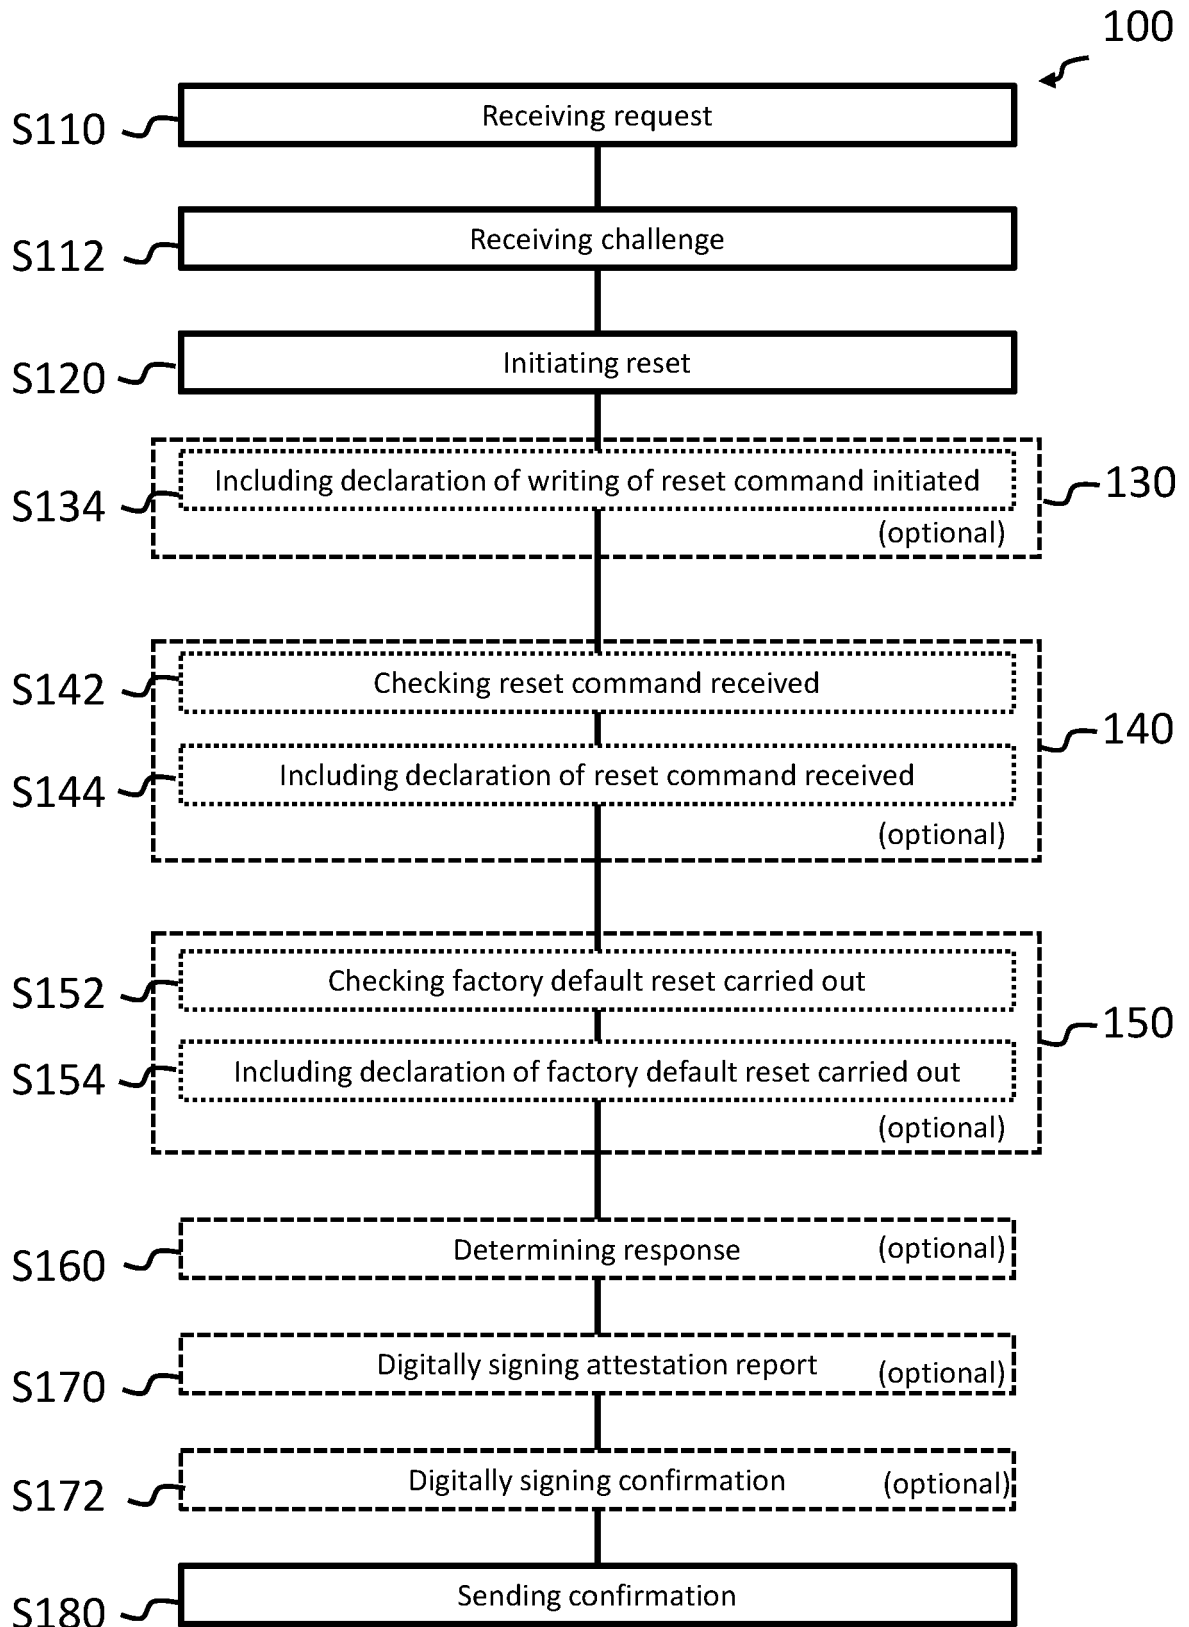 100
S110 Receiving request
S112 Receiving challenge
S120 Initiating reset
S134 Including declaration of writing of reset command initiated 130
(optional)
S142 Checking reset command received
140
S144 Including declaration of reset command received
(optional)
S152 Checking factory default reset carried out
150
S154 Including declaration of factory default reset carried out
(optional)
S160 Determining response (optional)
S170 Digitally signing attestation report (optional)
S172 Digitally signing confirmation (optional)
S180 Sending confirmation